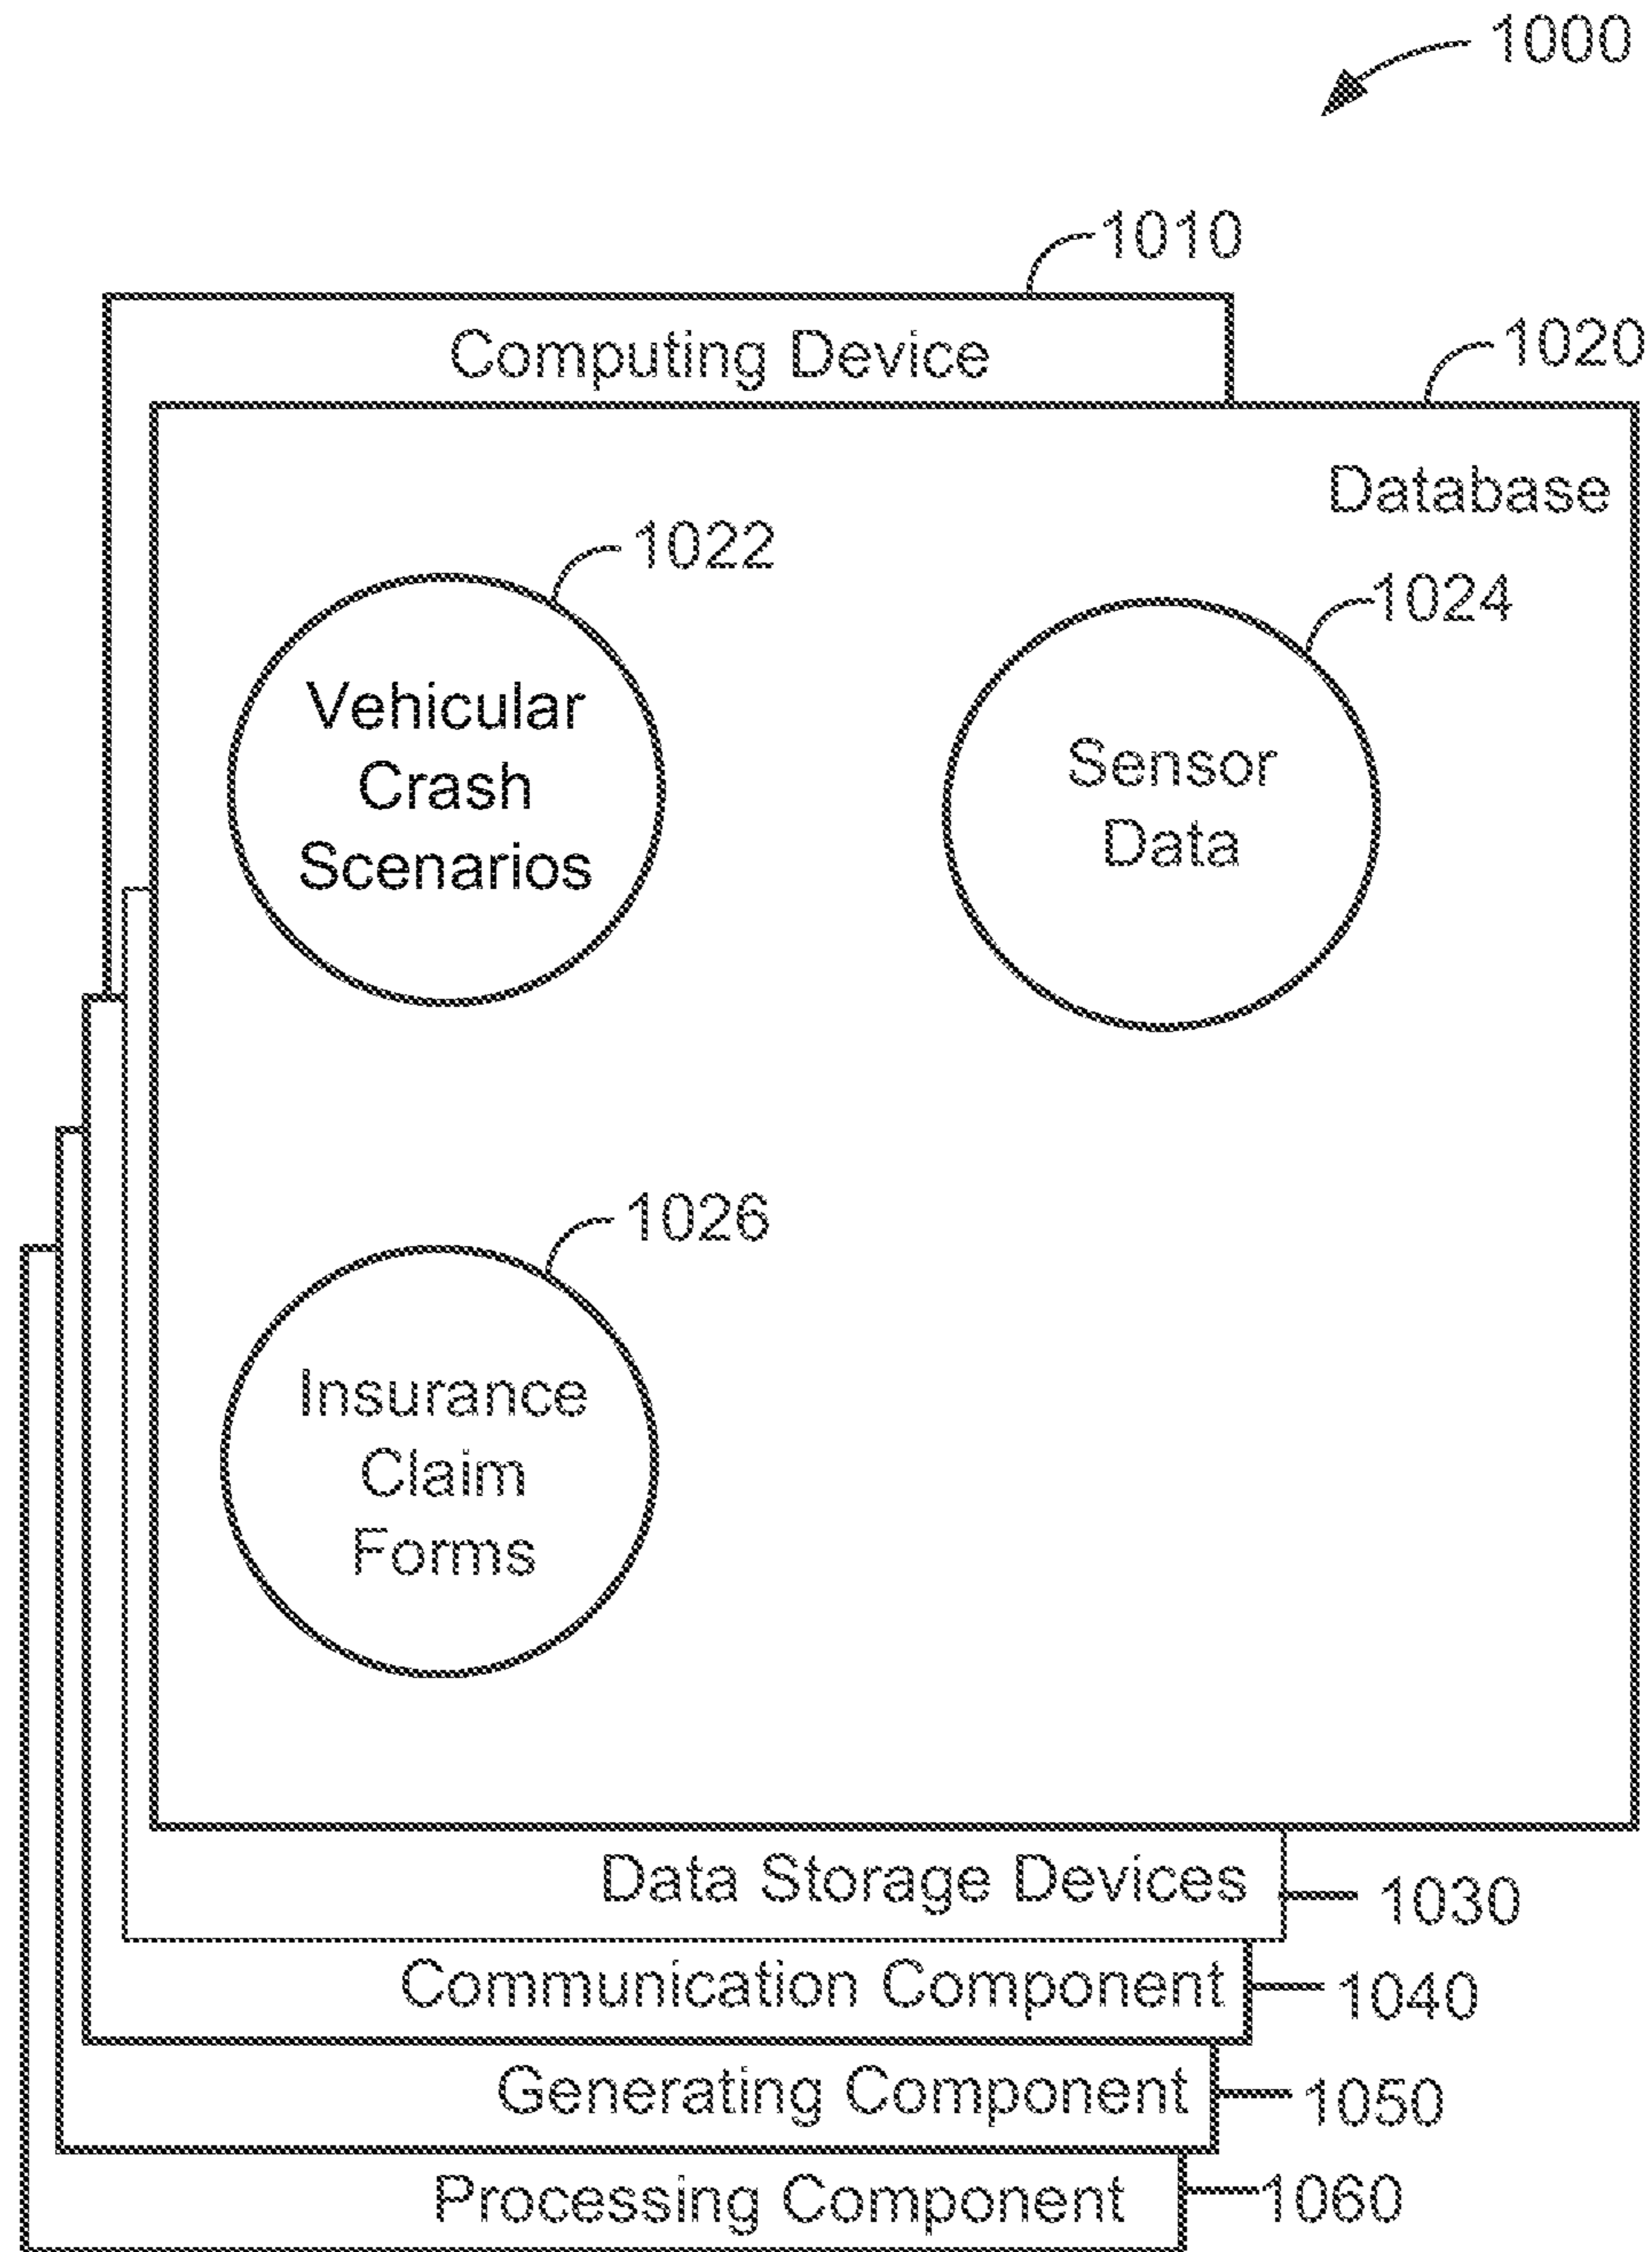 1000
1010
Computing Device
1020
Database
1022
1024
Vehicular
Crash
Scenarios
Sensor
Data
1026
Insurance
Claim
Forms
Data Storage Devices
1030
Communication Component
1040
Generating Component
1050
Processing Component
1060